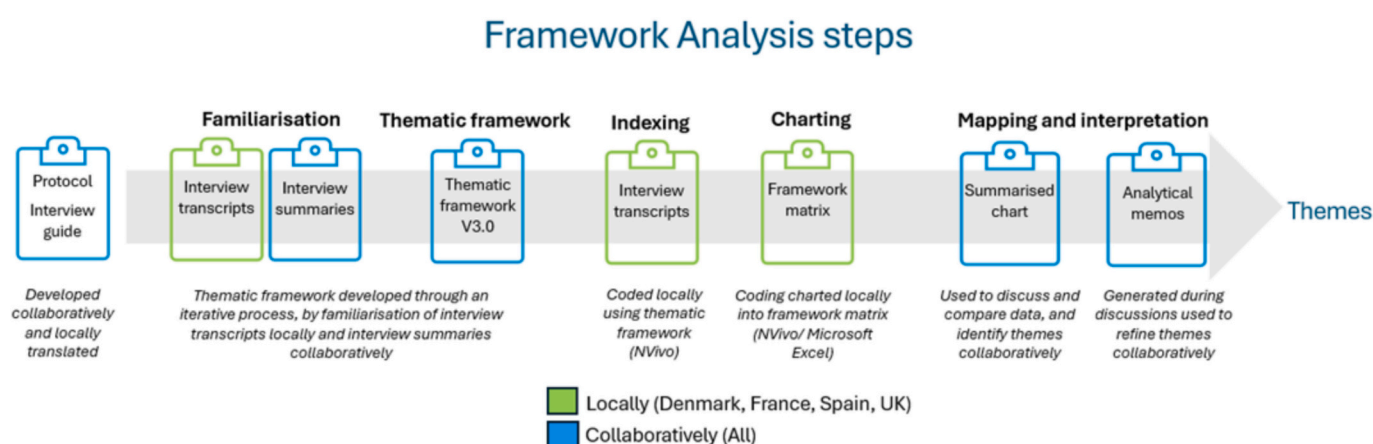 Framework Analysis steps
Familiarisation
Thematic framework
Indexing
Charting
Mapping and interpretation
Protocol
Interview
guide
Interview
transcripts
Interview
summaries
Thematic
framework
V3.0
Interview
transcripts
Framework
matrix
Summarised
chart
Analytical
memos
Themes
Developed
collaboratively
and locally
translated
Thematic framework developed through an
iterative process, by familiarisation of interview
transcripts locally and interview summaries
collaboratively
Coded locally
using thematic
framework
(NVivo)
Coding charted locally
into framework matrix
(NVivo/ Microsoft
Excel)
Used to discuss and
compare data, and
identify themes
collaboratively
Generated during
discussions used to
refine themes
collaboratively
Locally (Denmark, France, Spain, UK)
Collaboratively (All)